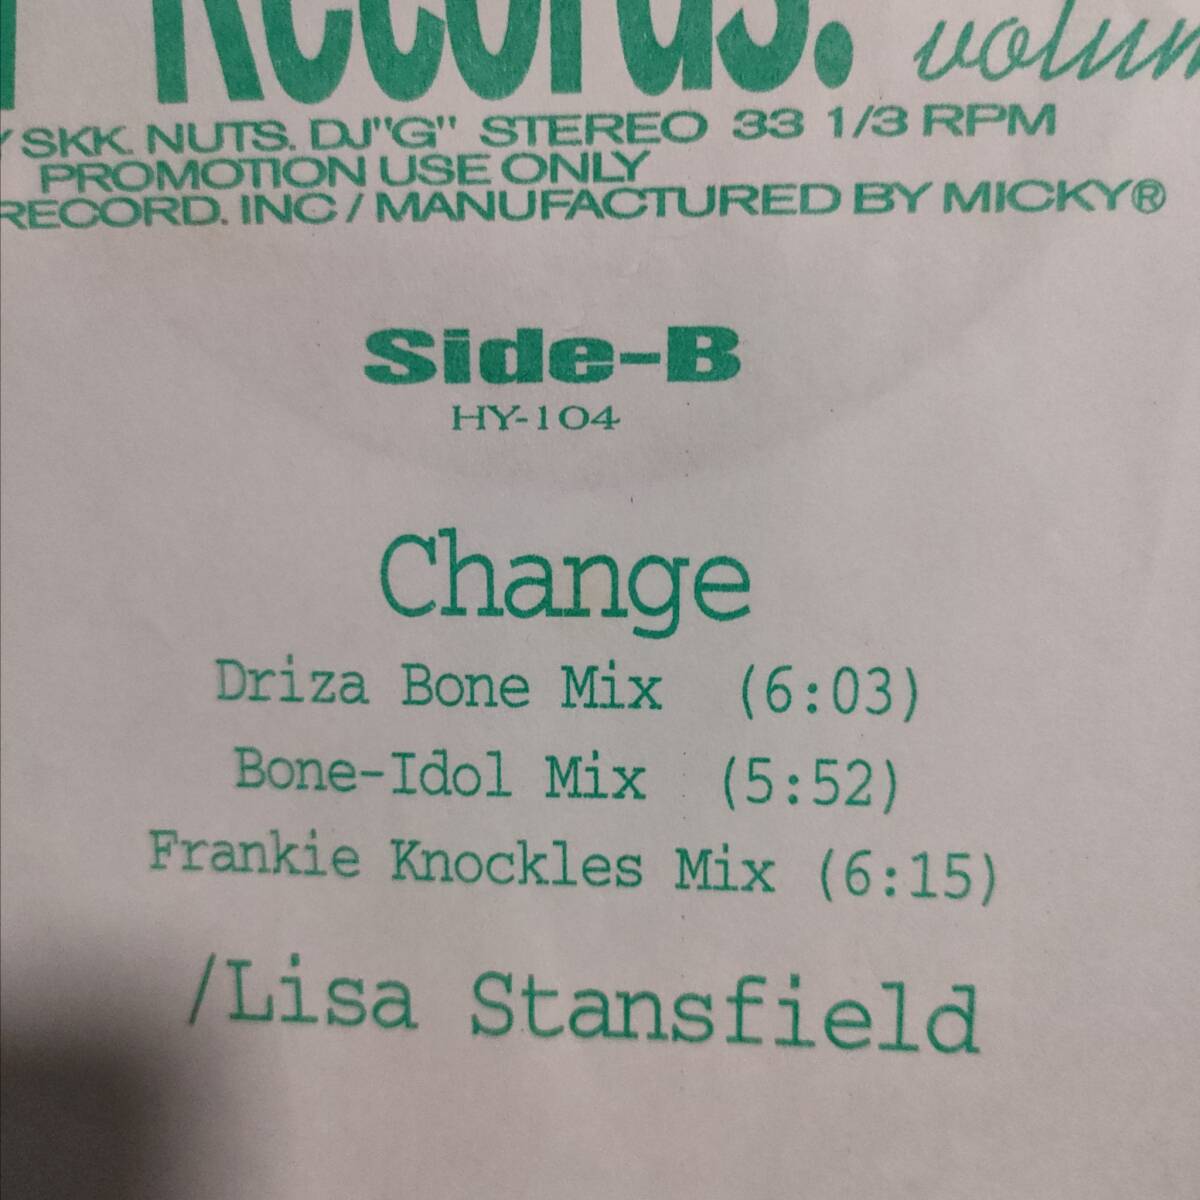 Records. volum
SKK. NUTS. DJ"G" STEREO 33 1/3 RPM
PROMOTION USE ONLY
RECORD. INC / MANUFACTURED BY MICKY®
Side-B
HY-104
Change
Driza Bone Mix (6:03)
Bone-Idol Mix (5:52)
Frankie Knockles Mix (6:15)
/Lisa Stansfield